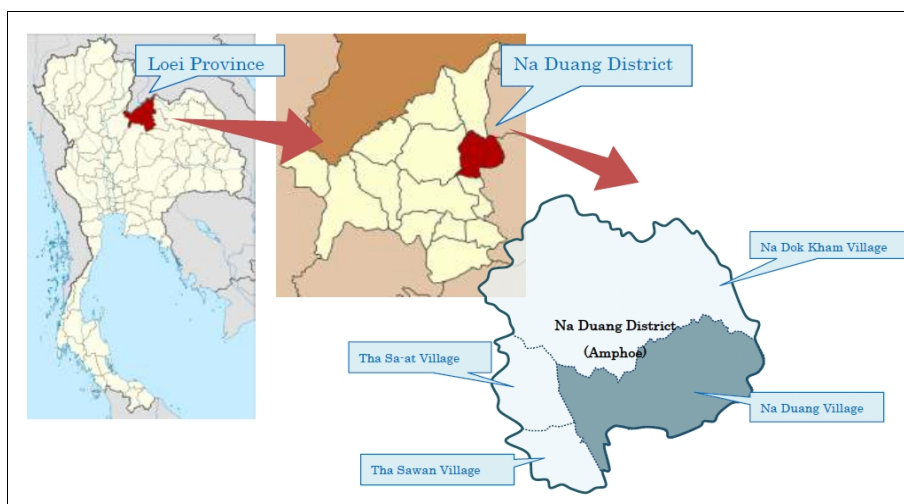 Loei Province
Na Duang District
Na Dok Kham Village
Na Duang District
(Amphoe)
Tha Sa-at Village
Na Duang Village
Tha Sawan Village